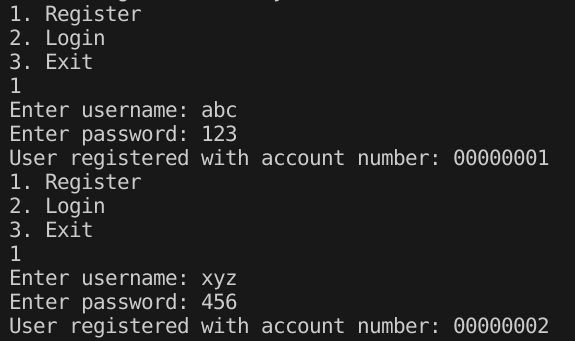 1. Register
2. Login
3. Exit
1
Enter username: abc
Enter password: 123
User registered with account number: 00000001
1. Register
2. Login
3. Exit
1
Enter username: xyz
Enter password: 456
User registered with account number: 00000002